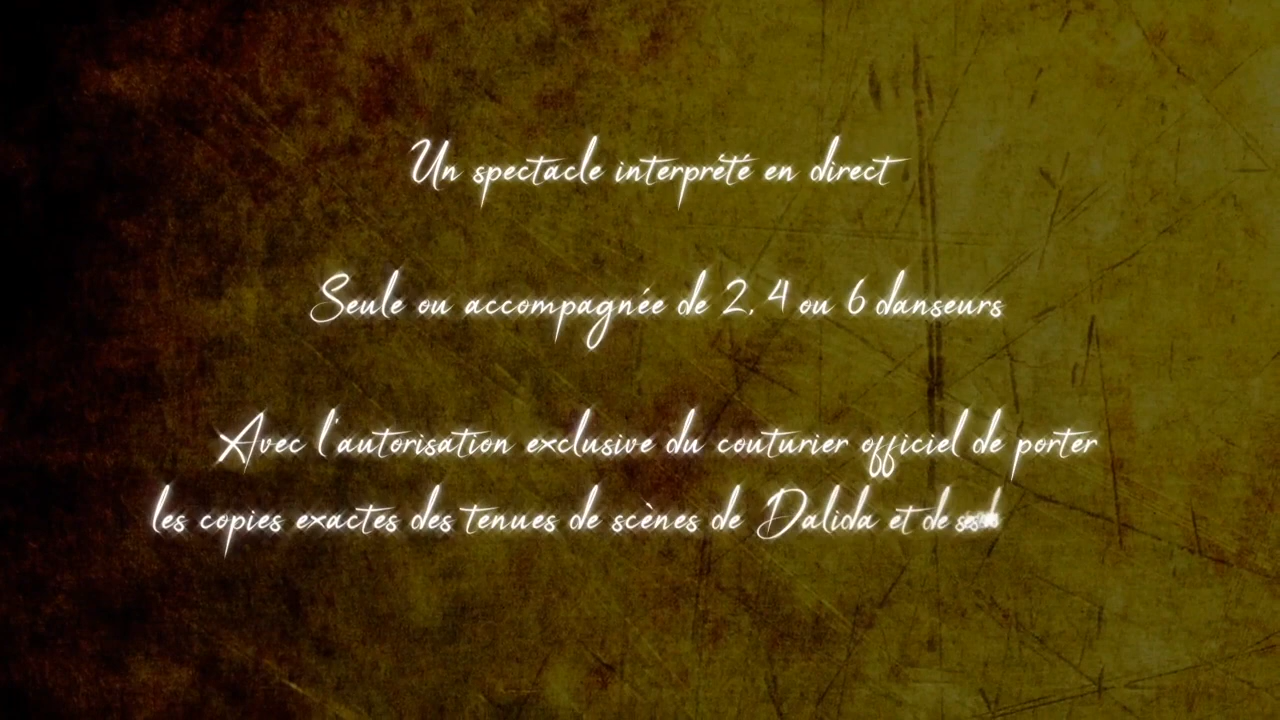 Un spectacle interprété en direct
Seule ou accompagnée de 2, 4 ou 6 danseurs
Avec l'autorisation exclusive du couturier officiel de porter
les copies exactes des tenues de scènes de Dalida et de ses